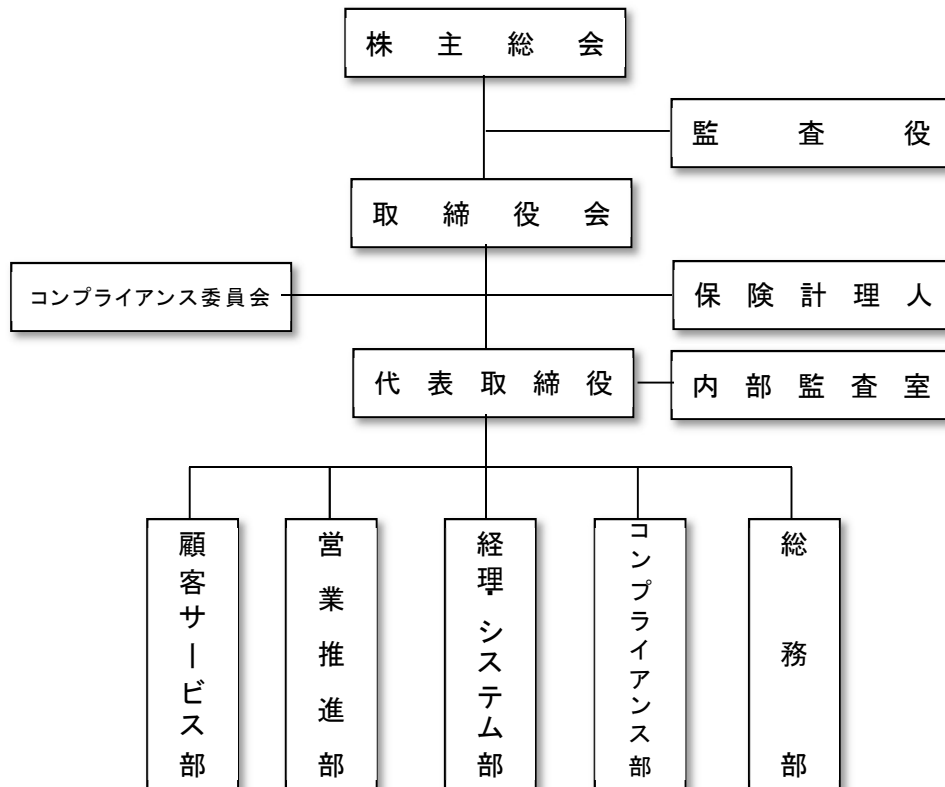 株主総会
監査役
取締役会
コンプライアンス委員会
保険計理人
代表取締役
内部監査室
顧客サービス部
営業推進部
経理・システム部
コンプライアンス部
総務部